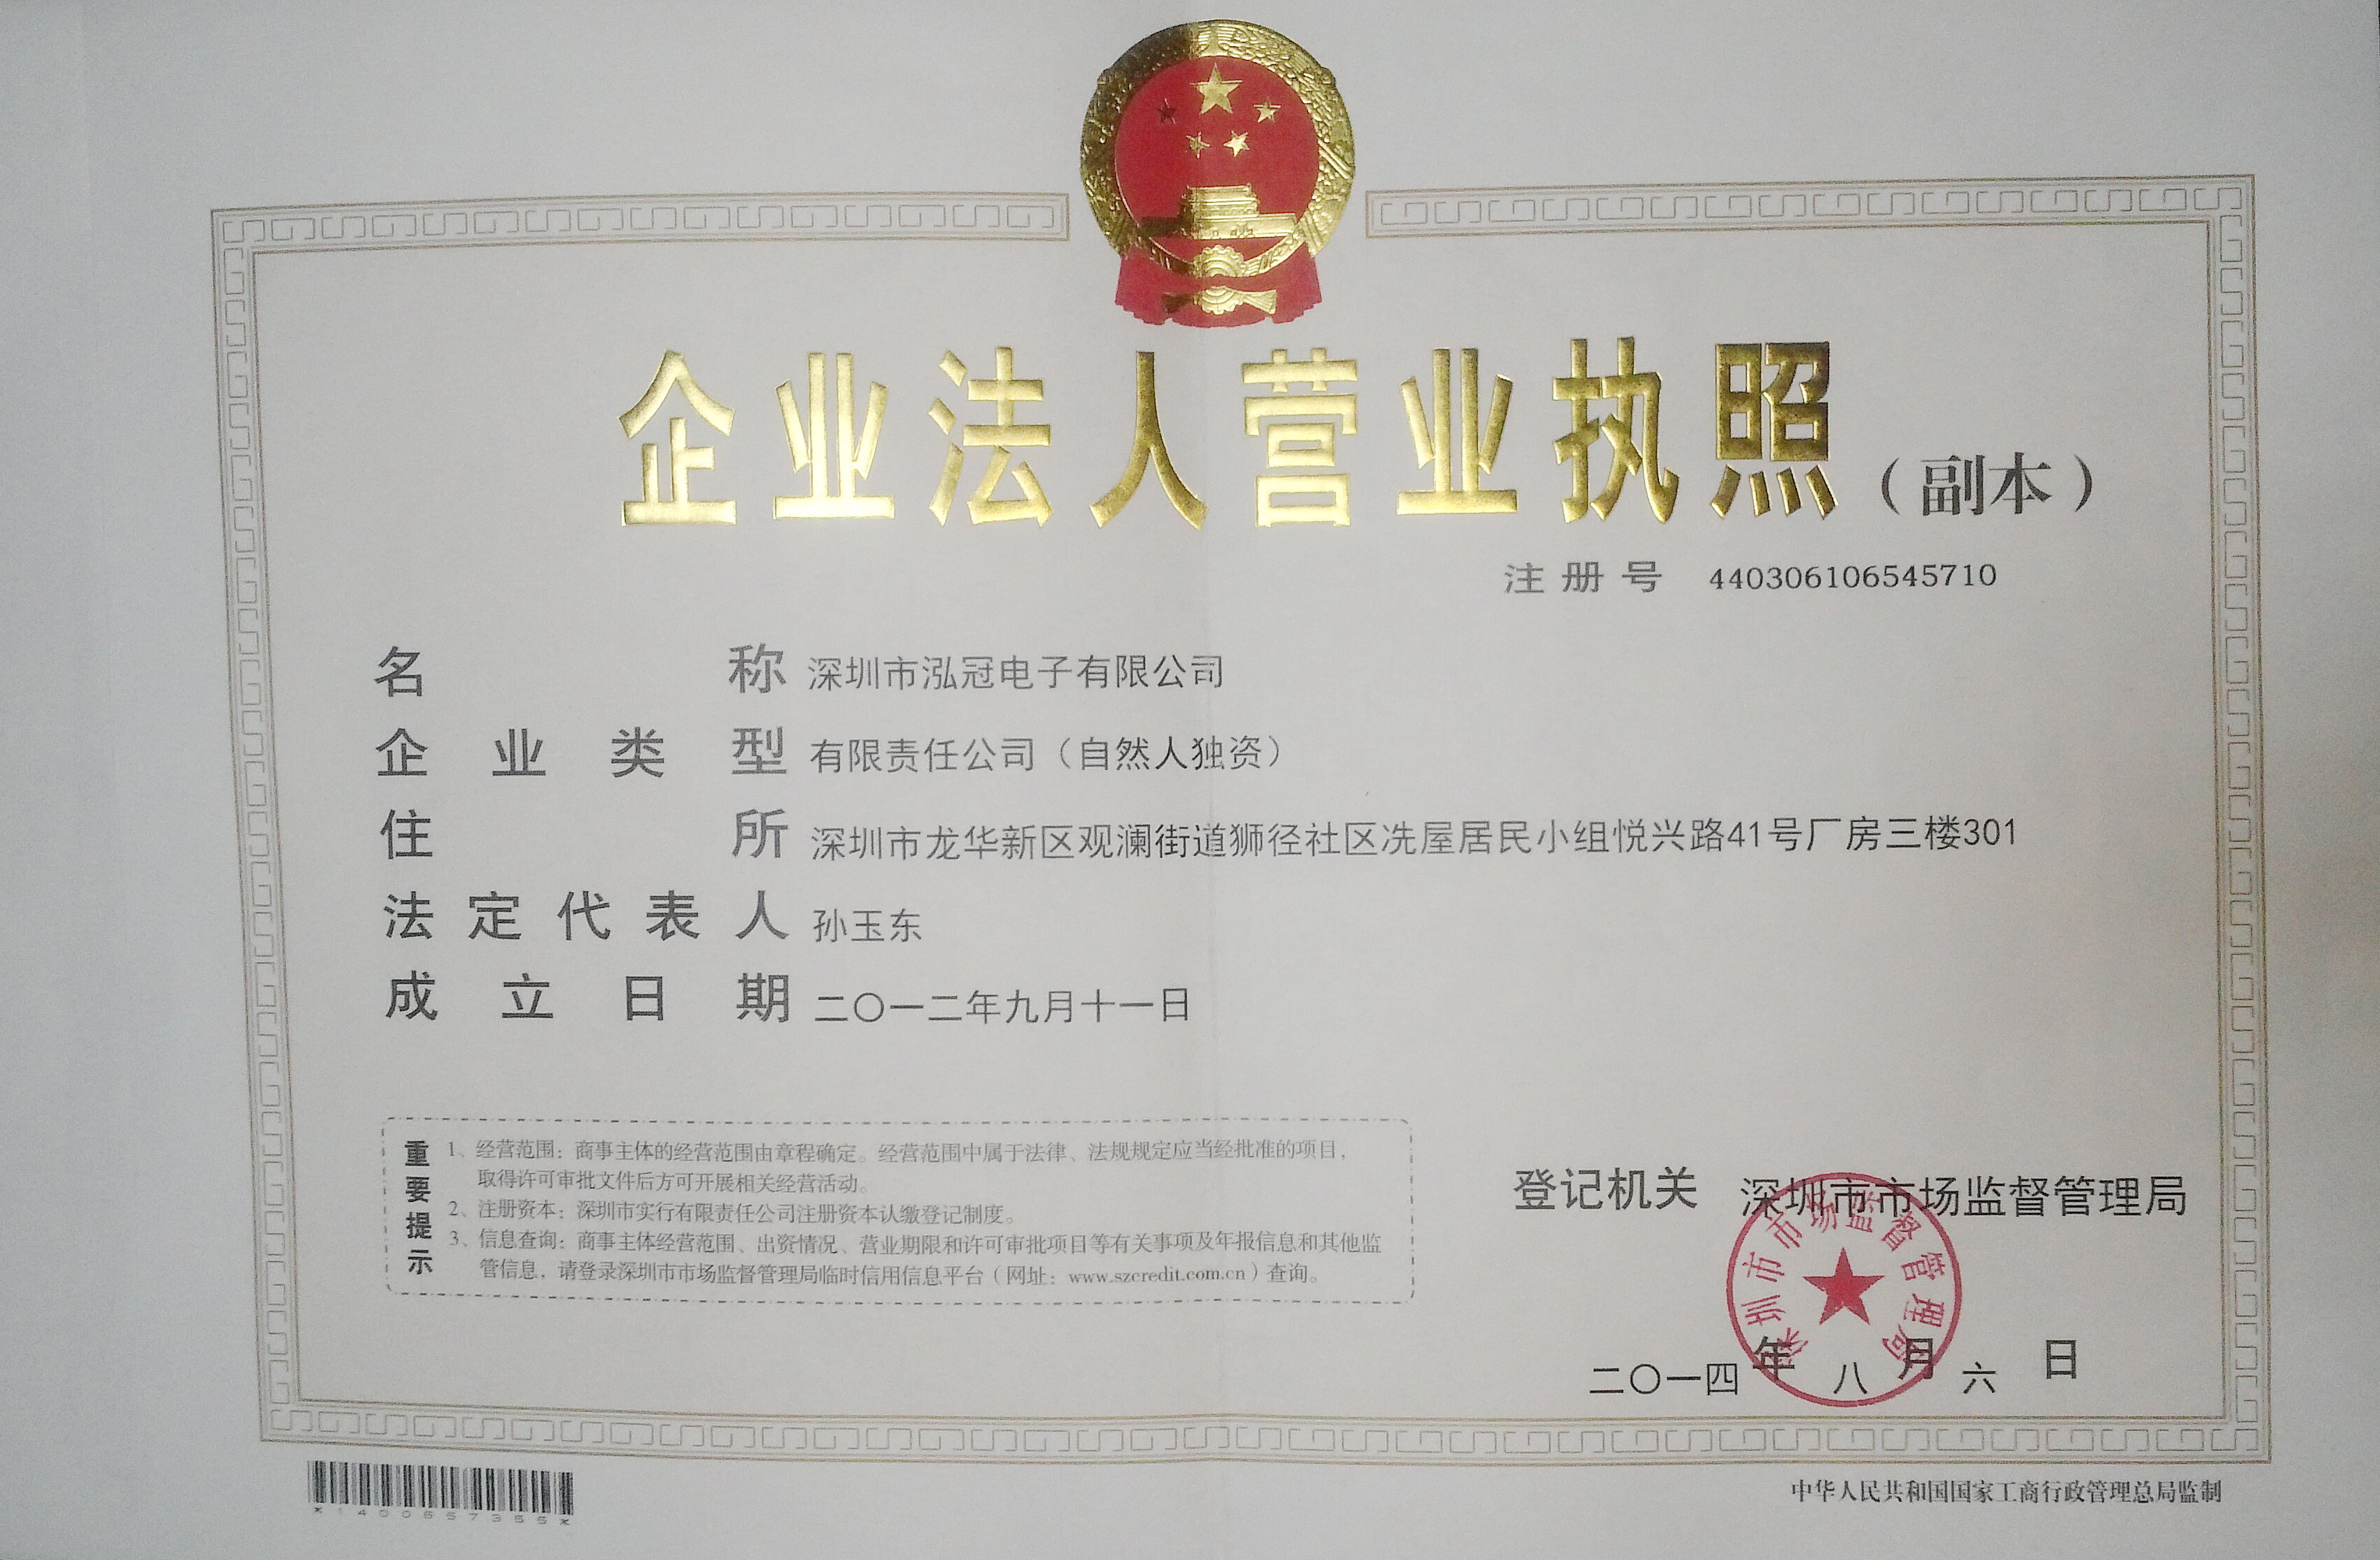 企业法人营业执照（副本）
注册号 440306106545710
名称 深圳市泓冠电子有限公司
企业类型 有限责任公司（自然人独资）
住所 深圳市龙华新区观澜街道狮径社区冼屋居民小组悦兴路41号厂房三楼301
法定代表人 孙玉东
成立日期 二〇一二年九月十一日
重要提示
1、经营范围：商事主体的经营范围由章程确定。经营范围中属于法律、法规规定应当经批准的项目，
取得许可审批文件后方可开展相关经营活动。
2、注册资本：深圳市实行有限责任公司注册资本认缴登记制度。
3、信息查询：商事主体经营范围、出资情况、营业期限和许可审批项目等有关事项及年报信息和其他监
管信息，请登录深圳市市场监督管理局临时信用信息平台（网址：www.szcredit.com.cn）查询。
登记机关 深圳市市场监督管理局
深圳市市场监督管理局
二〇一四年八月六日
*1400657355*
中华人民共和国国家工商行政管理总局监制